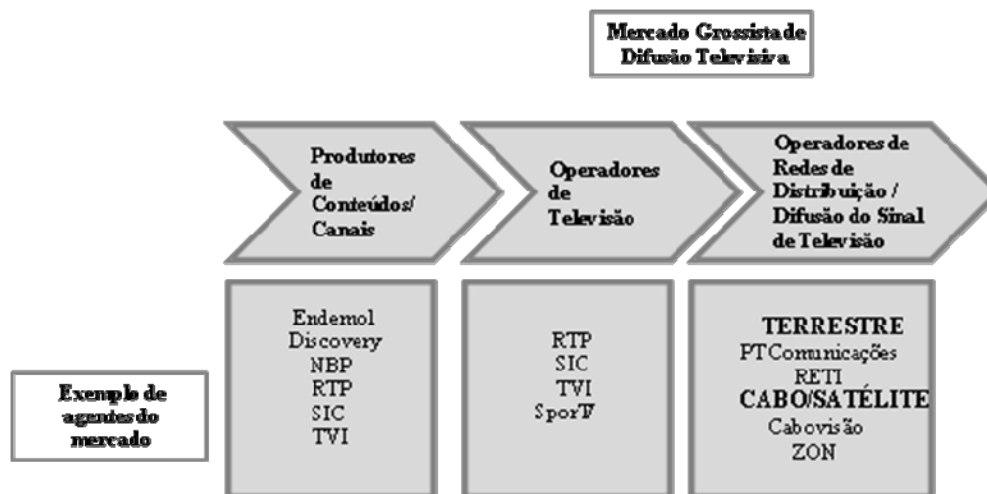 Mercado Grossista de
Difusão Televisiva
Produtores
de
Conteúdos/
Canais
Operadores
de
Televisão
Operadores de
Redes de
Distribuição /
Difusão do Sinal
de Televisão
Exemplo de
agentes do
mercado
Endemol
Discovery
NBP
RTP
SIC
TVI
RTP
SIC
TVI
SporTV
TERRESTRE
PT Comunicações
RETI
CABO/SATÉLITE
Cabovisão
ZON